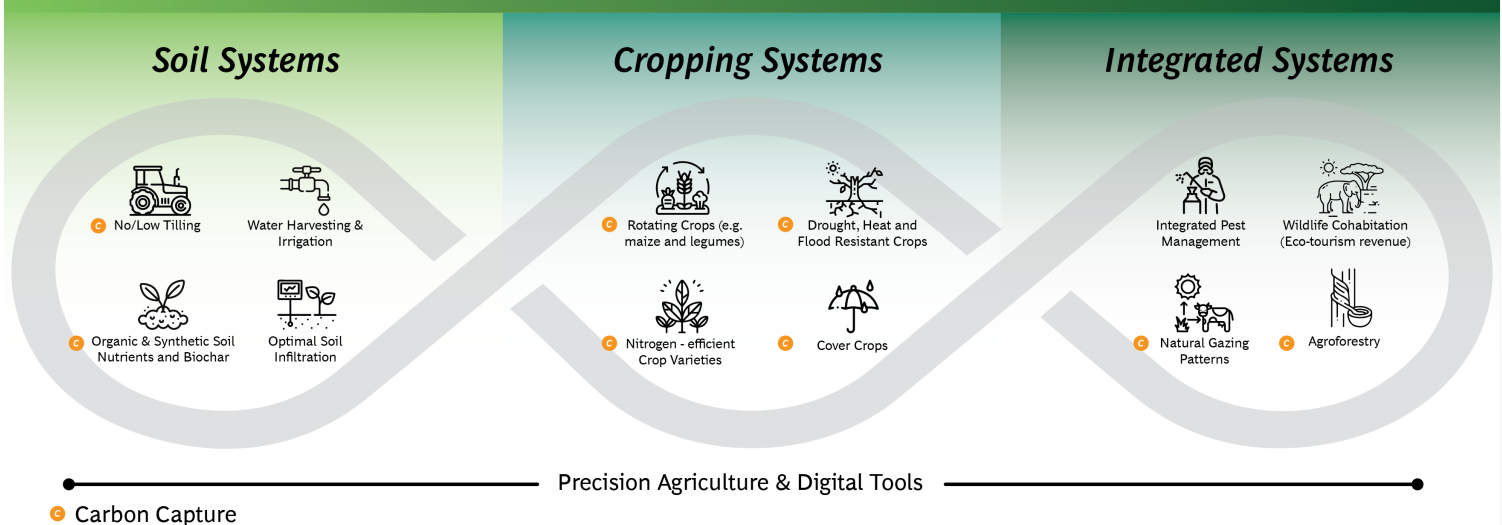 Soil Systems
Cropping Systems
Integrated Systems
C No/Low Tilling
Water Harvesting &
Irrigation
C Organic & Synthetic Soil
Nutrients and Biochar
Optimal Soil
Infiltration
C Rotating Crops (e.g.
maize and legumes)
C Drought, Heat and
Flood Resistant Crops
C Nitrogen - efficient
Crop Varieties
C Cover Crops
Integrated Pest
Management
Wildlife Cohabitation
(Eco-tourism revenue)
C Natural Gazing
Patterns
C Agroforestry
Precision Agriculture & Digital Tools
C Carbon Capture